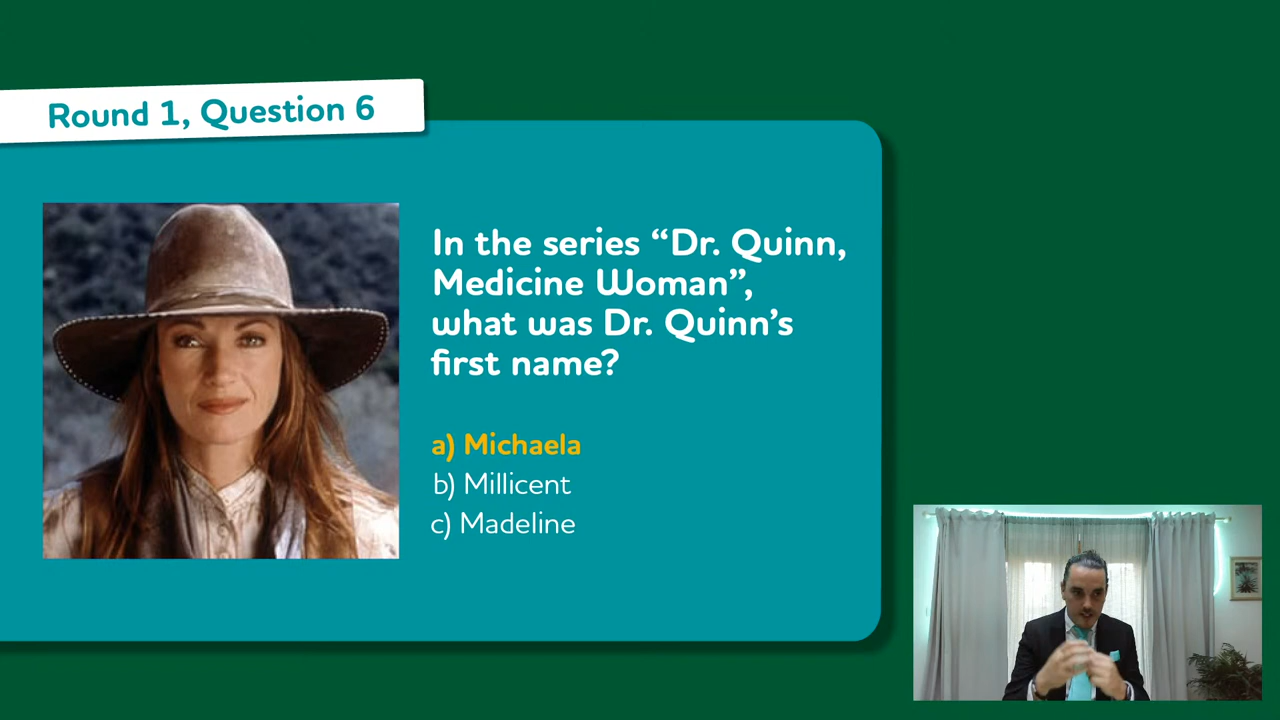 Round 1, Question 6
In the series “Dr. Quinn,
Medicine Woman”,
what was Dr. Quinn’s
first name?
a) Michaela
b) Millicent
c) Madeline